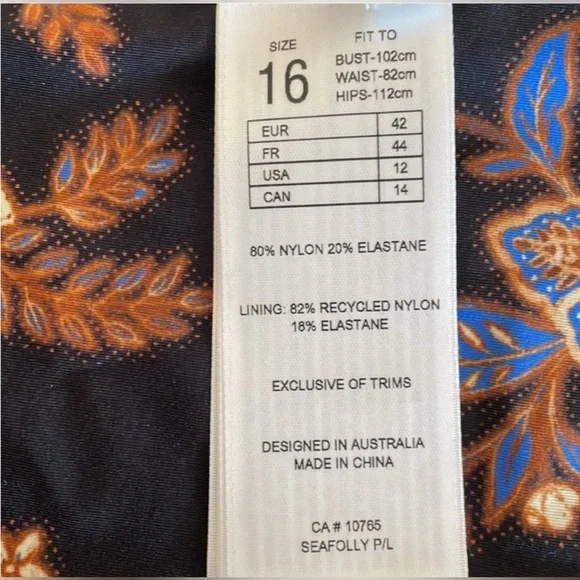 SIZE
16
FIT TO
BUST-102cm
WAIST-82cm
HIPS-112cm
EUR 42
FR 44
USA 12
CAN 14
80% NYLON 20% ELASTANE
LINING: 82% RECYCLED NYLON
18% ELASTANE
EXCLUSIVE OF TRIMS
DESIGNED IN AUSTRALIA
MADE IN CHINA
CA # 10765
SEAFOLLY P/L